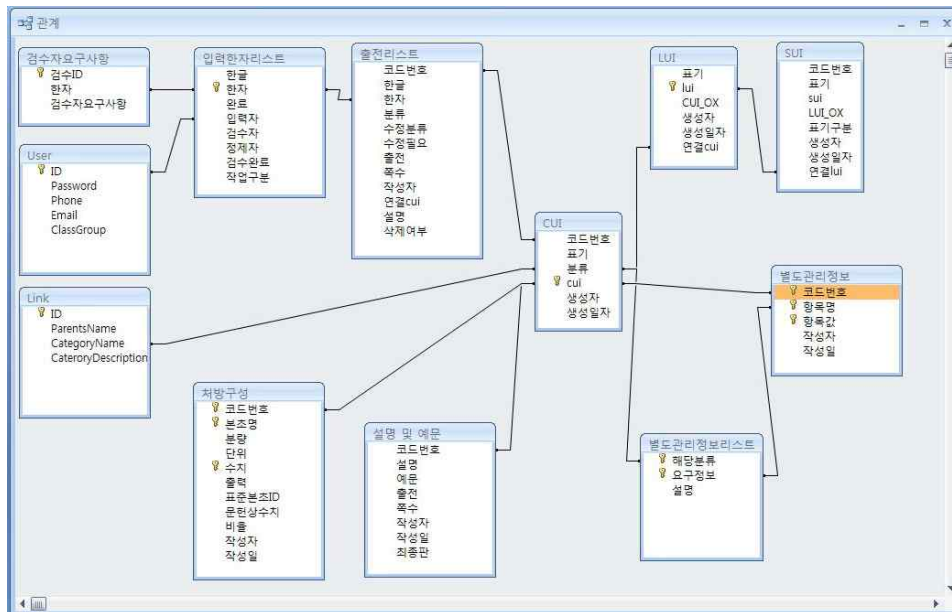 관계
검수자요구사항
검수ID
한자
검수자요구사항
User
ID
Password
Phone
Email
ClassGroup
Link
ID
ParentsName
CategoryName
CateroryDescription
입력한자리스트
한글
한자
완료
입력자
검수자
정제자
검수완료
작업구분
출전리스트
코드번호
한글
한자
분류
수정분류
수정필요
출전
쪽수
작성자
연결cui
설명
삭제여부
처방구성
코드번호
본초명
분량
단위
수치
출력
표준본초ID
문헌상수치
비율
작성자
작성일
설명 및 예문
코드번호
설명
예문
출전
쪽수
작성자
작성일
최종판
CUI
코드번호
표기
분류
cui
생성자
생성일자
LUI
표기
lui
CUI_OX
생성자
생성일자
연결cui
SUI
코드번호
표기
sui
LUI_OX
표기구분
생성자
생성일자
연결lui
별도관리정보
코드번호
항목명
항목값
작성자
작성일
별도관리정보리스트
해당분류
요구정보
설명